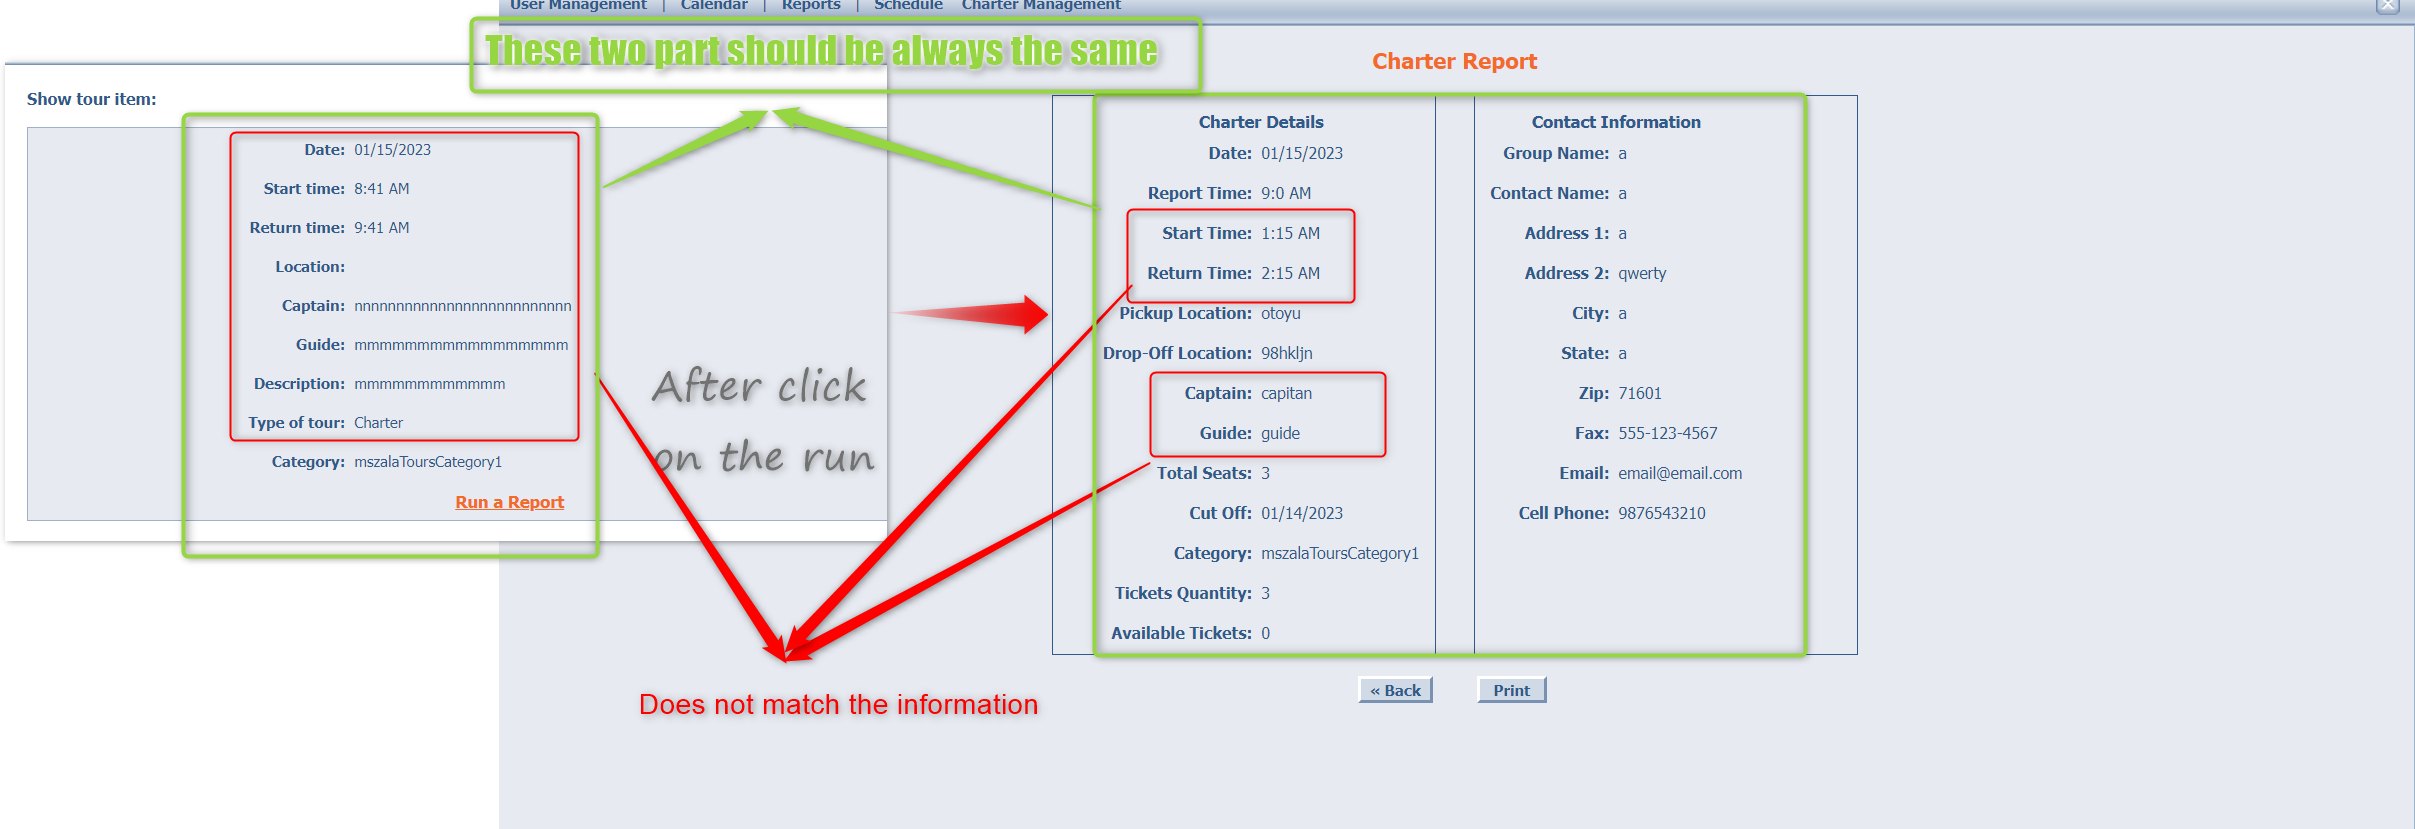 User Management | Calendar | Reports | Schedule Charter Management
These two part should be always the same
Show tour item:
Date: 01/15/2023
Start time: 8:41 AM
Return time: 9:41 AM
Location:
Captain: nnnnnnnnnnnnnnnnnnnnnnnnnn
Guide: mmmmmmmmmmmmmmmmm
Description: mmmmmmmmmmmm
Type of tour: Charter
Category: mszalaToursCategory1
Run a Report
After click
on the run
Charter Report
Charter Details
Date: 01/15/2023
Report Time: 9:0 AM
Start Time: 1:15 AM
Return Time: 2:15 AM
Pickup Location: otoyu
Drop-Off Location: 98hkljn
Captain: capitan
Guide: guide
Total Seats: 3
Cut Off: 01/14/2023
Category: mszalaToursCategory1
Tickets Quantity: 3
Available Tickets: 0
Contact Information
Group Name: a
Contact Name: a
Address 1: a
Address 2: qwerty
City: a
State: a
Zip: 71601
Fax: 555-123-4567
Email: email@email.com
Cell Phone: 9876543210
« Back
Print
Does not match the information